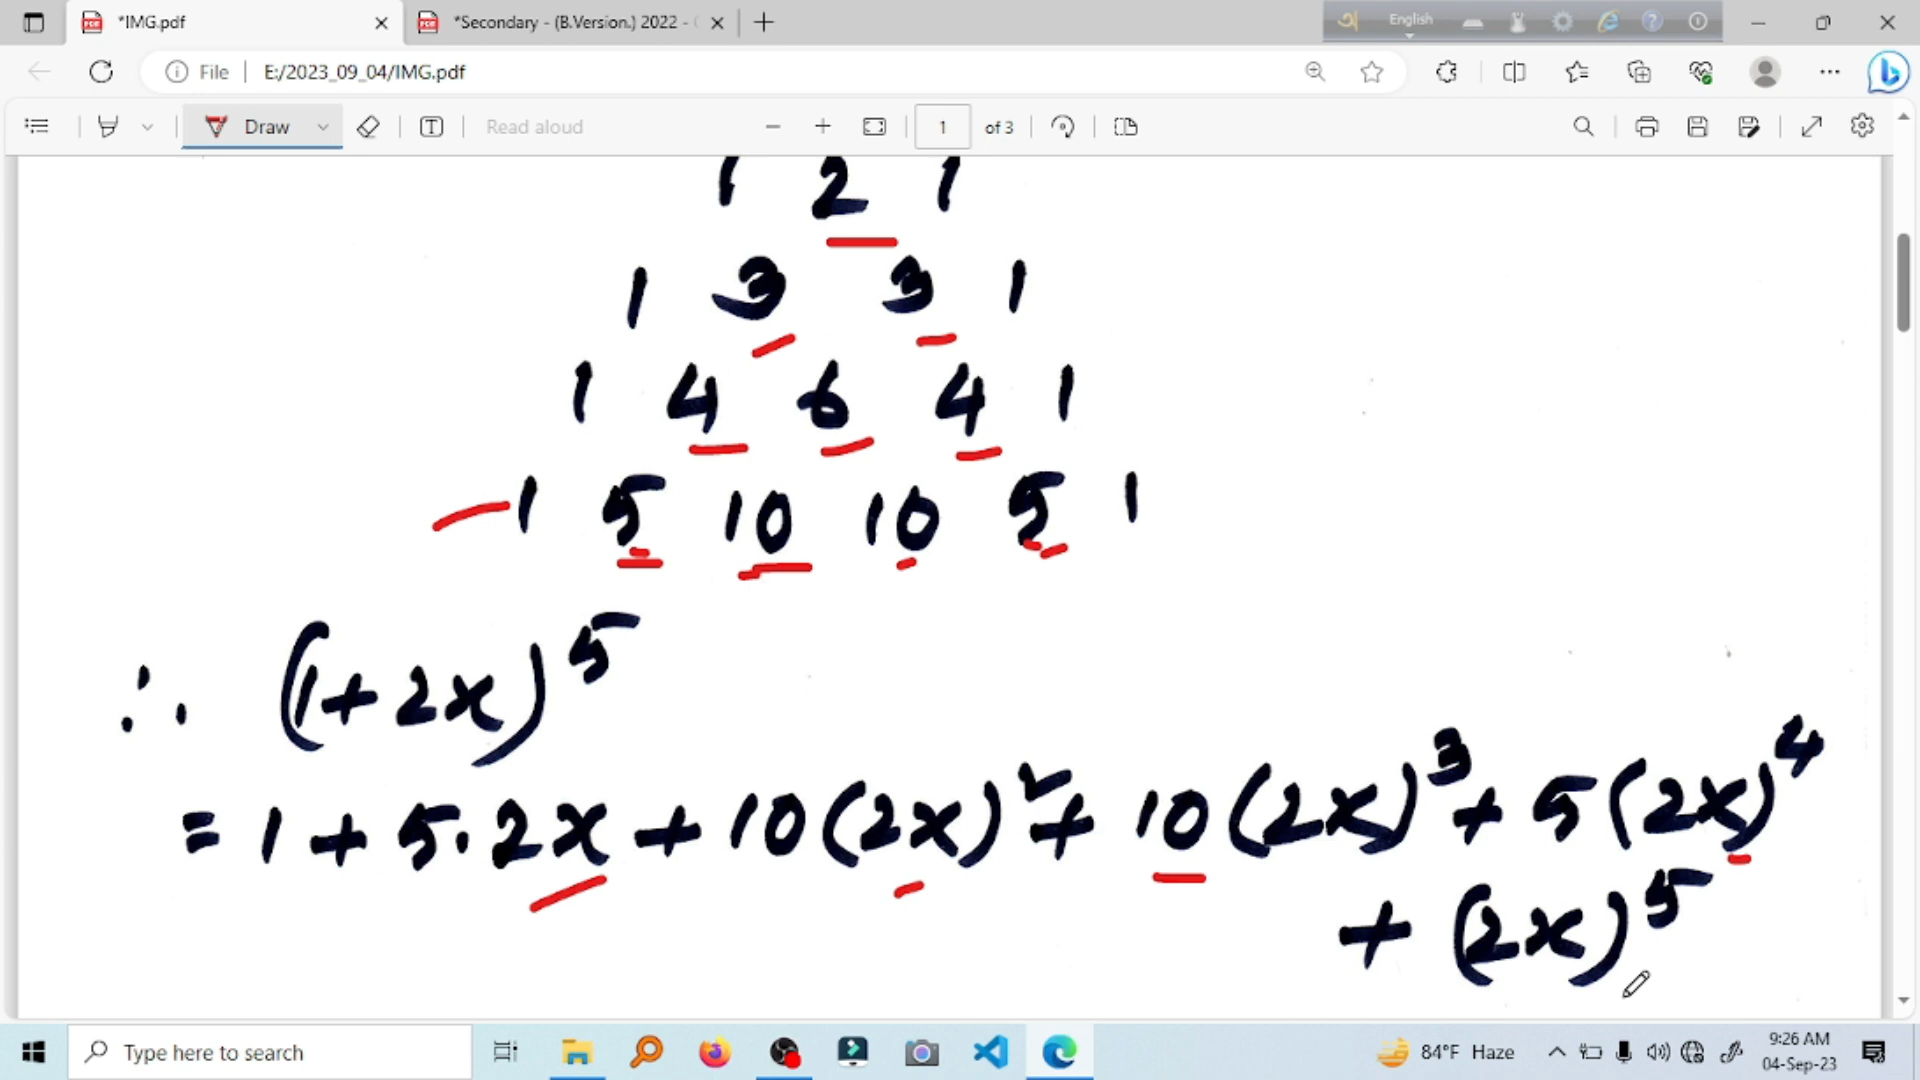 *IMG.pdf
*Secondary - (B.Version.) 2022 -
English
File
E:/2023_09_04/IMG.pdf
Draw
Read aloud
1
of 3
1 2 1
1 3 3 1
1 4 6 4 1
1 5 10 10 5 1
∴ (1+2x)⁵
= 1 + 5.2x + 10(2x)² + 10(2x)³ + 5(2x)⁴
+ (2x)⁵
Type here to search
84°F Haze
9:26 AM
04-Sep-23